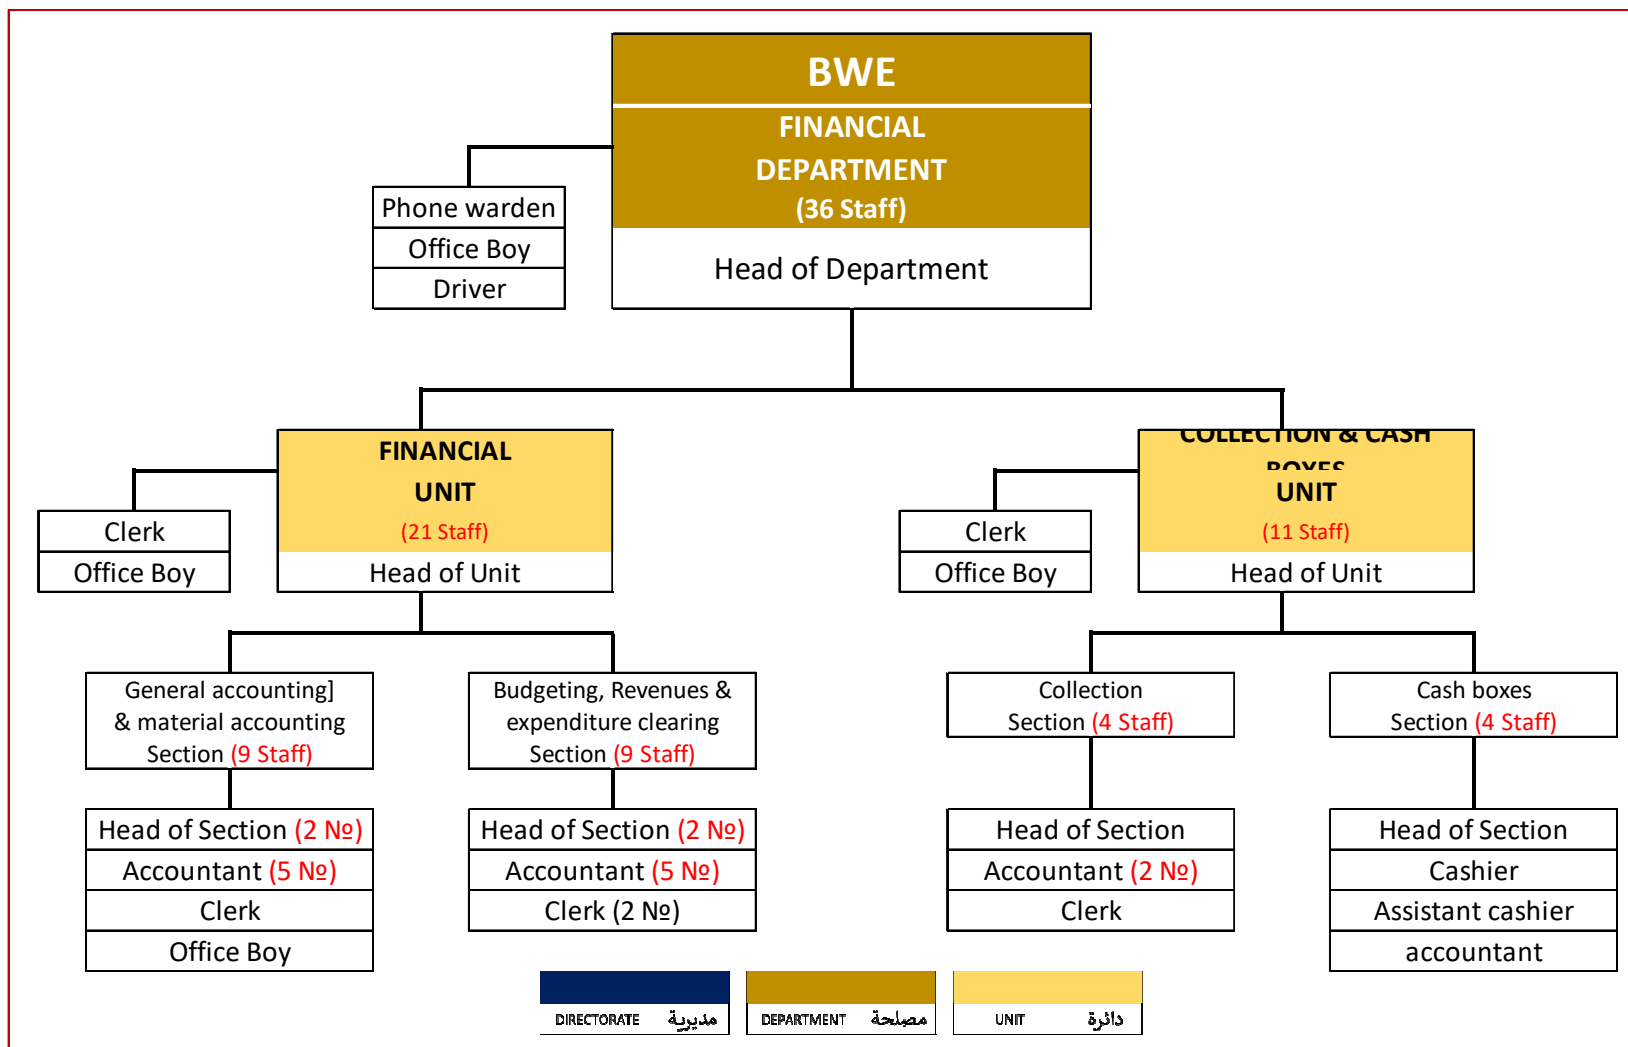 BWE
FINANCIAL
DEPARTMENT
(36 Staff)
Head of Department
Phone warden
Office Boy
Driver
FINANCIAL
UNIT
(21 Staff)
Head of Unit
Clerk
Office Boy
COLLECTION & CASH
BOXES
UNIT
(11 Staff)
Head of Unit
Clerk
Office Boy
General accounting]
& material accounting
Section (9 Staff)
Head of Section (2 №)
Accountant (5 №)
Clerk
Office Boy
Budgeting, Revenues &
expenditure clearing
Section (9 Staff)
Head of Section (2 №)
Accountant (5 №)
Clerk (2 №)
Collection
Section (4 Staff)
Head of Section
Accountant (2 №)
Clerk
Cash boxes
Section (4 Staff)
Head of Section
Cashier
Assistant cashier
accountant
DIRECTORATE مديرية
DEPARTMENT مصلحة
UNIT دائرة